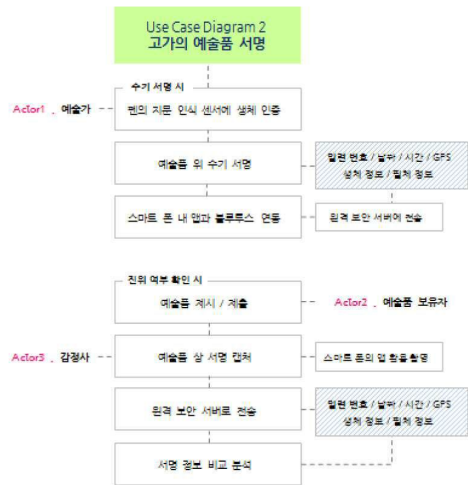 Use Case Diagram 2
고가의 예술품 서명
수기 서명 시
Actor1 . 예술가
펜의 지문 인식 센서에 생체 인증
예술품 위 수기 서명
일련 번호 / 날짜 / 시간 / GPS
생체 정보 / 필체 정보
스마트 폰 내 앱과 블루투스 연동
원격 보안 서버에 전송
진위 여부 확인 시
예술품 제시 / 제출
Actor2 . 예술품 보유자
Actor3 . 감정사
예술품 상 서명 캡처
스마트 폰의 앱 활용 촬영
원격 보안 서버로 전송
일련 번호 / 날짜 / 시간 / GPS
생체 정보 / 필체 정보
서명 정보 비교 분석